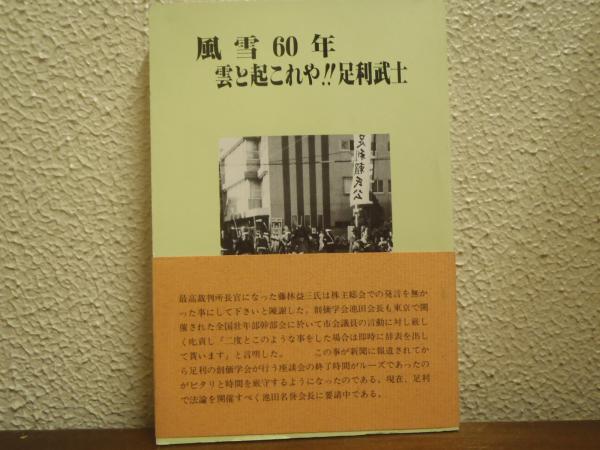 風雪60年
雲と起これや!!足利武士
最高裁判所長官になった藤林益三氏は株主総会での発言を無か
った事にして下さいと陳謝した。創価学会池田会長も東京で開
催された全国壮年部幹部会に於いて市会議員の言動に対し厳し
く叱責し「二度とこのような事をした場合は即時に辞表を出し
て貰います」と言明した。 この事が新聞に報道されてか
ら足利の創価学会が行う座談会の終了時間がルーズであったの
がピタリと時間を厳守するようになったのである。現在、足利
で法論を開催すべく池田名誉会長に要請中である。